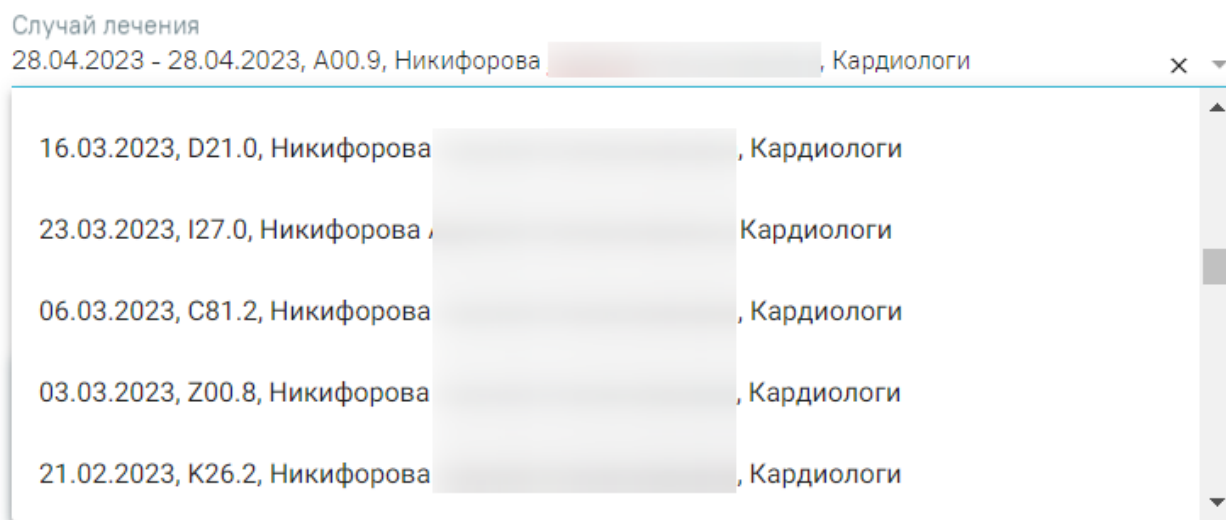 Случай лечения
28.04.2023 - 28.04.2023, A00.9, Никифорова , Кардиологи
16.03.2023, D21.0, Никифорова , Кардиологи
23.03.2023, I27.0, Никифорова Кардиологи
06.03.2023, C81.2, Никифорова , Кардиологи
03.03.2023, Z00.8, Никифорова , Кардиологи
21.02.2023, K26.2, Никифорова , Кардиологи